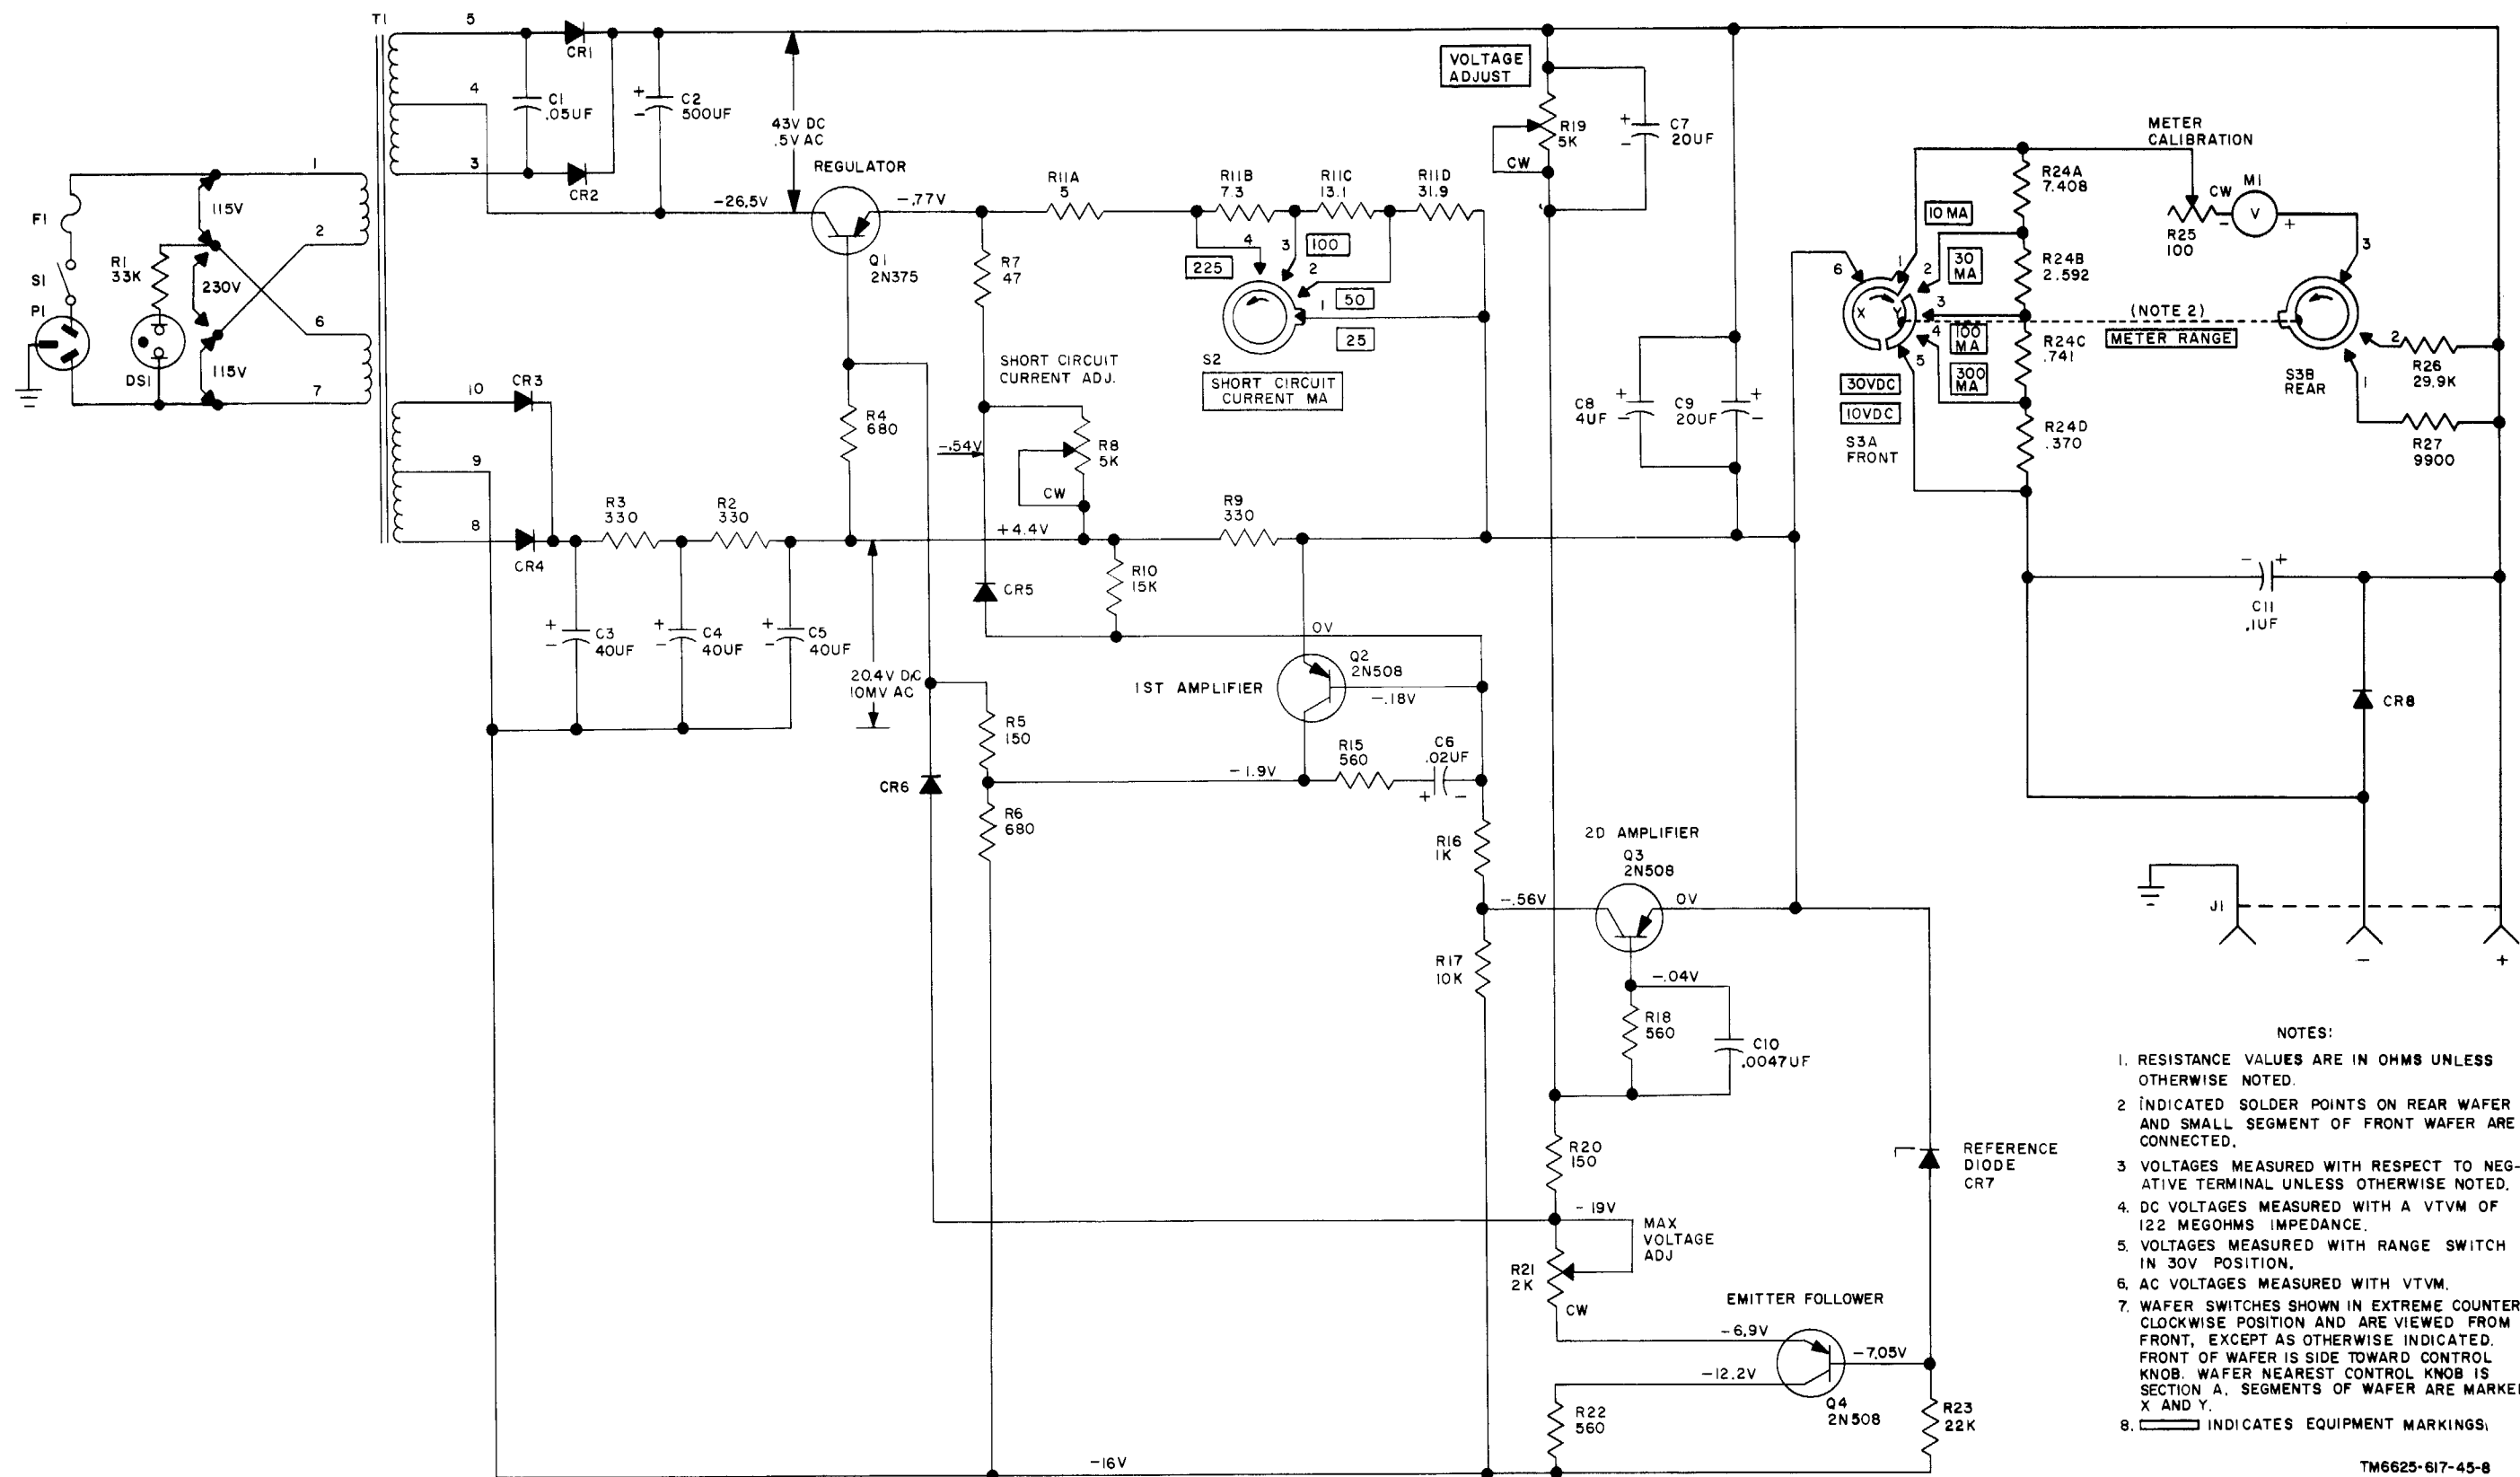 T1
5
CR1
4
C1
.05UF
+
-
C2
500UF
43V DC
.5V AC
3
CR2
VOLTAGE
ADJUST
R19
5K
CW
+
-
C7
20UF
REGULATOR
-26.5V
-.77V
Q1
2N375
R11A
5
R11B
7.3
R11C
13.1
R11D
31.9
4
3
100
225
2
50
1
25
S2
SHORT CIRCUIT
CURRENT MA
R7
47
METER
CALIBRATION
R24A
7.408
CW
M1
V
-
+
R25
100
10 MA
6
1
2
30
MA
R24B
2.592
3
X
Y
3
(NOTE 2)
METER RANGE
4
100
MA
5
300
MA
R24C
.741
30VDC
10VDC
S3A
FRONT
R24D
.370
2
R26
29.9K
S3B
REAR
1
R27
9900
1
115V
2
F1
R1
33K
S1
230V
P1
6
DS1
115V
7
10
CR3
9
8
CR4
R3
330
R2
330
R4
680
SHORT CIRCUIT
CURRENT ADJ.
-.54V
R8
5K
CW
+4.4V
R9
330
R10
15K
CR5
+
-
C8
4UF
C9
20UF
+
-
+
-
C3
40UF
+
-
C4
40UF
+
-
C5
40UF
20.4V DC
10MV AC
0V
Q2
2N508
1ST AMPLIFIER
-.18V
R5
150
-1.9V
R15
560
C6
.02UF
+
-
CR6
R6
680
R16
1K
-
+
C11
.1UF
CR8
2D AMPLIFIER
Q3
2N508
-.56V
0V
R17
10K
-.04V
R18
560
C10
.0047UF
J1
-
+
R20
150
-19V
MAX
VOLTAGE
ADJ
R21
2K
CW
REFERENCE
DIODE
CR7
EMITTER FOLLOWER
-6.9V
-7.05V
-12.2V
Q4
2N508
R22
560
R23
22K
-16V
NOTES:
1. RESISTANCE VALUES ARE IN OHMS UNLESS
OTHERWISE NOTED.
2 INDICATED SOLDER POINTS ON REAR WAFER
AND SMALL SEGMENT OF FRONT WAFER ARE
CONNECTED.
3 VOLTAGES MEASURED WITH RESPECT TO NEG-
ATIVE TERMINAL UNLESS OTHERWISE NOTED.
4. DC VOLTAGES MEASURED WITH A VTVM OF
122 MEGOHMS IMPEDANCE.
5. VOLTAGES MEASURED WITH RANGE SWITCH
IN 30V POSITION.
6. AC VOLTAGES MEASURED WITH VTVM.
7. WAFER SWITCHES SHOWN IN EXTREME COUNTER
CLOCKWISE POSITION AND ARE VIEWED FROM
FRONT, EXCEPT AS OTHERWISE INDICATED.
FRONT OF WAFER IS SIDE TOWARD CONTROL
KNOB. WAFER NEAREST CONTROL KNOB IS
SECTION A. SEGMENTS OF WAFER ARE MARKED
X AND Y.
8. INDICATES EQUIPMENT MARKINGS.
TM6625-617-45-8